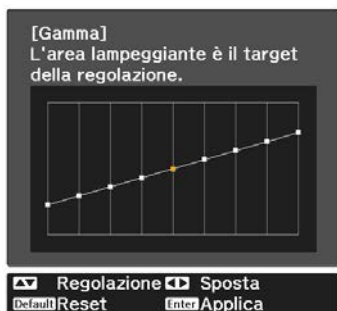 [Gamma]
L'area lampeggiante è il target
della regolazione.
Regolazione Sposta
Default Reset Enter Applica